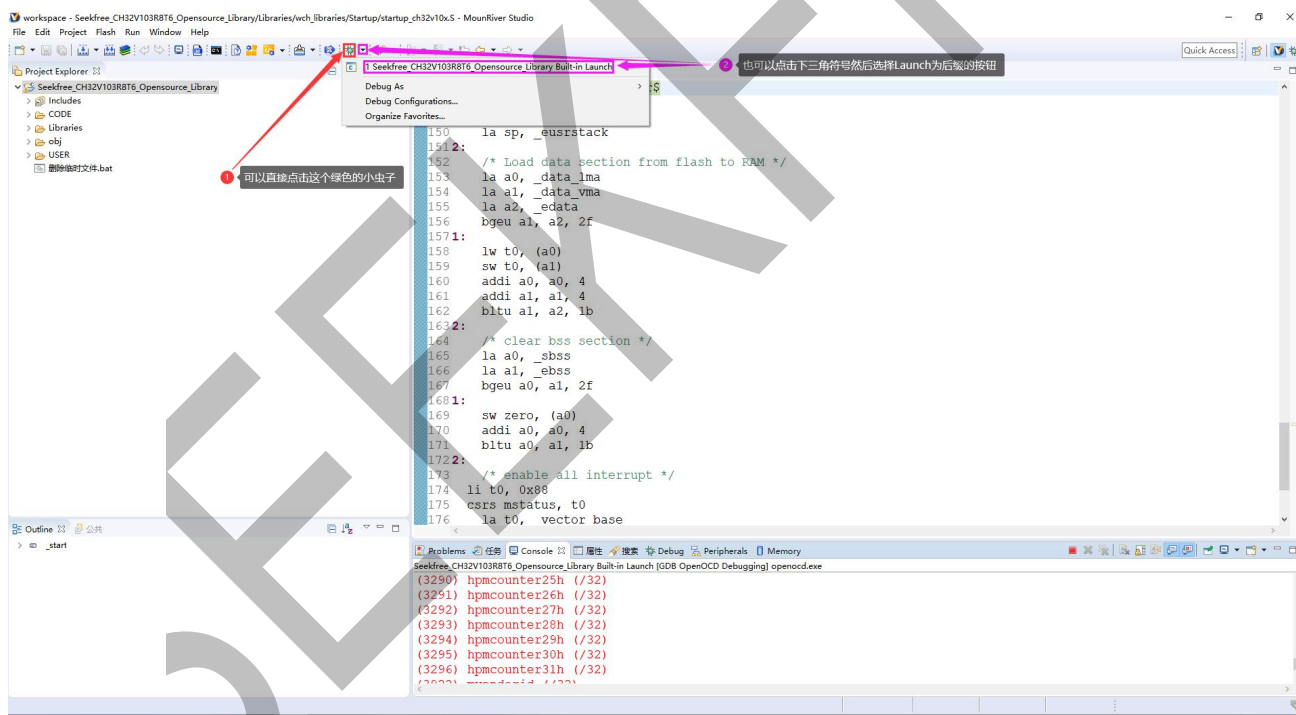 workspace - Seekfree_CH32V103R8T6_Opensource_Library/Libraries/wch_libraries/Startup/startup_ch32v10x.S - MounRiver Studio
File Edit Project Flash Run Window Help
Quick Access
Project Explorer
Seekfree_CH32V103R8T6_Opensource_Library
Includes
CODE
Libraries
obj
USER
删除临时文件.bat
1 Seekfree_CH32V103R8T6_Opensource_Library Built-in Launch
Debug As
Debug Configurations...
Organize Favorites...
2 也可以点击下三角符号然后选择Launch为后缀的按钮
1 可以直接点击这个绿色的小虫子
150 la sp, _eusrstack
151 2:
152 /* Load data section from flash to RAM */
153 la a0, _data_lma
154 la a1, _data_vma
155 la a2, _edata
156 bgeu a1, a2, 2f
157 1:
158 lw t0, (a0)
159 sw t0, (a1)
160 addi a0, a0, 4
161 addi a1, a1, 4
162 bltu a1, a2, 1b
163 2:
164 /* clear bss section */
165 la a0, _sbss
166 la a1, _ebss
167 bgeu a0, a1, 2f
168 1:
169 sw zero, (a0)
170 addi a0, a0, 4
171 bltu a0, a1, 1b
172 2:
173 /* enable all interrupt */
174 li t0, 0x88
175 csrs mstatus, t0
176 la t0, _vector_base
Outline 公共
_start
Problems 任务 Console 属性 搜索 Debug Peripherals Memory
Seekfree_CH32V103R8T6_Opensource_Library Built-in Launch [GDB OpenOCD Debugging] openocd.exe
(3290) hpmcounter25h (/32)
(3291) hpmcounter26h (/32)
(3292) hpmcounter27h (/32)
(3293) hpmcounter28h (/32)
(3294) hpmcounter29h (/32)
(3295) hpmcounter30h (/32)
(3296) hpmcounter31h (/32)